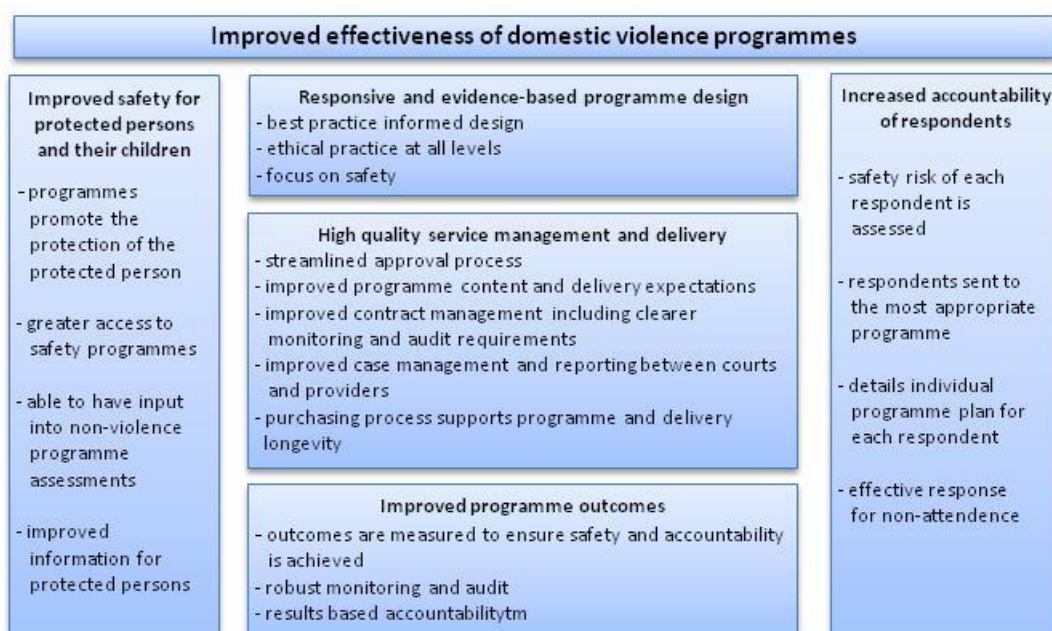 Improved effectiveness of domestic violence programmes
Improved safety for
protected persons
and their children
- programmes
promote the
protection of the
protected person
- greater access to
safety programmes
- able to have input
into non-violence
programme
assessments
- improved
information for
protected persons
Responsive and evidence-based programme design
- best practice informed design
- ethical practice at all levels
- focus on safety
High quality service management and delivery
- streamlined approval process
- improved programme content and delivery expectations
- improved contract management including clearer
monitoring and audit requirements
- improved case management and reporting between courts
and providers
- purchasing process supports programme and delivery
longevity
Improved programme outcomes
- outcomes are measured to ensure safety and accountability
is achieved
- robust monitoring and audit
- results based accountabilitytm
Increased accountability
of respondents
- safety risk of each
respondent is
assessed
- respondents sent to
the most appropriate
programme
- details individual
programme plan for
each respondent
- effective response
for non-attendence